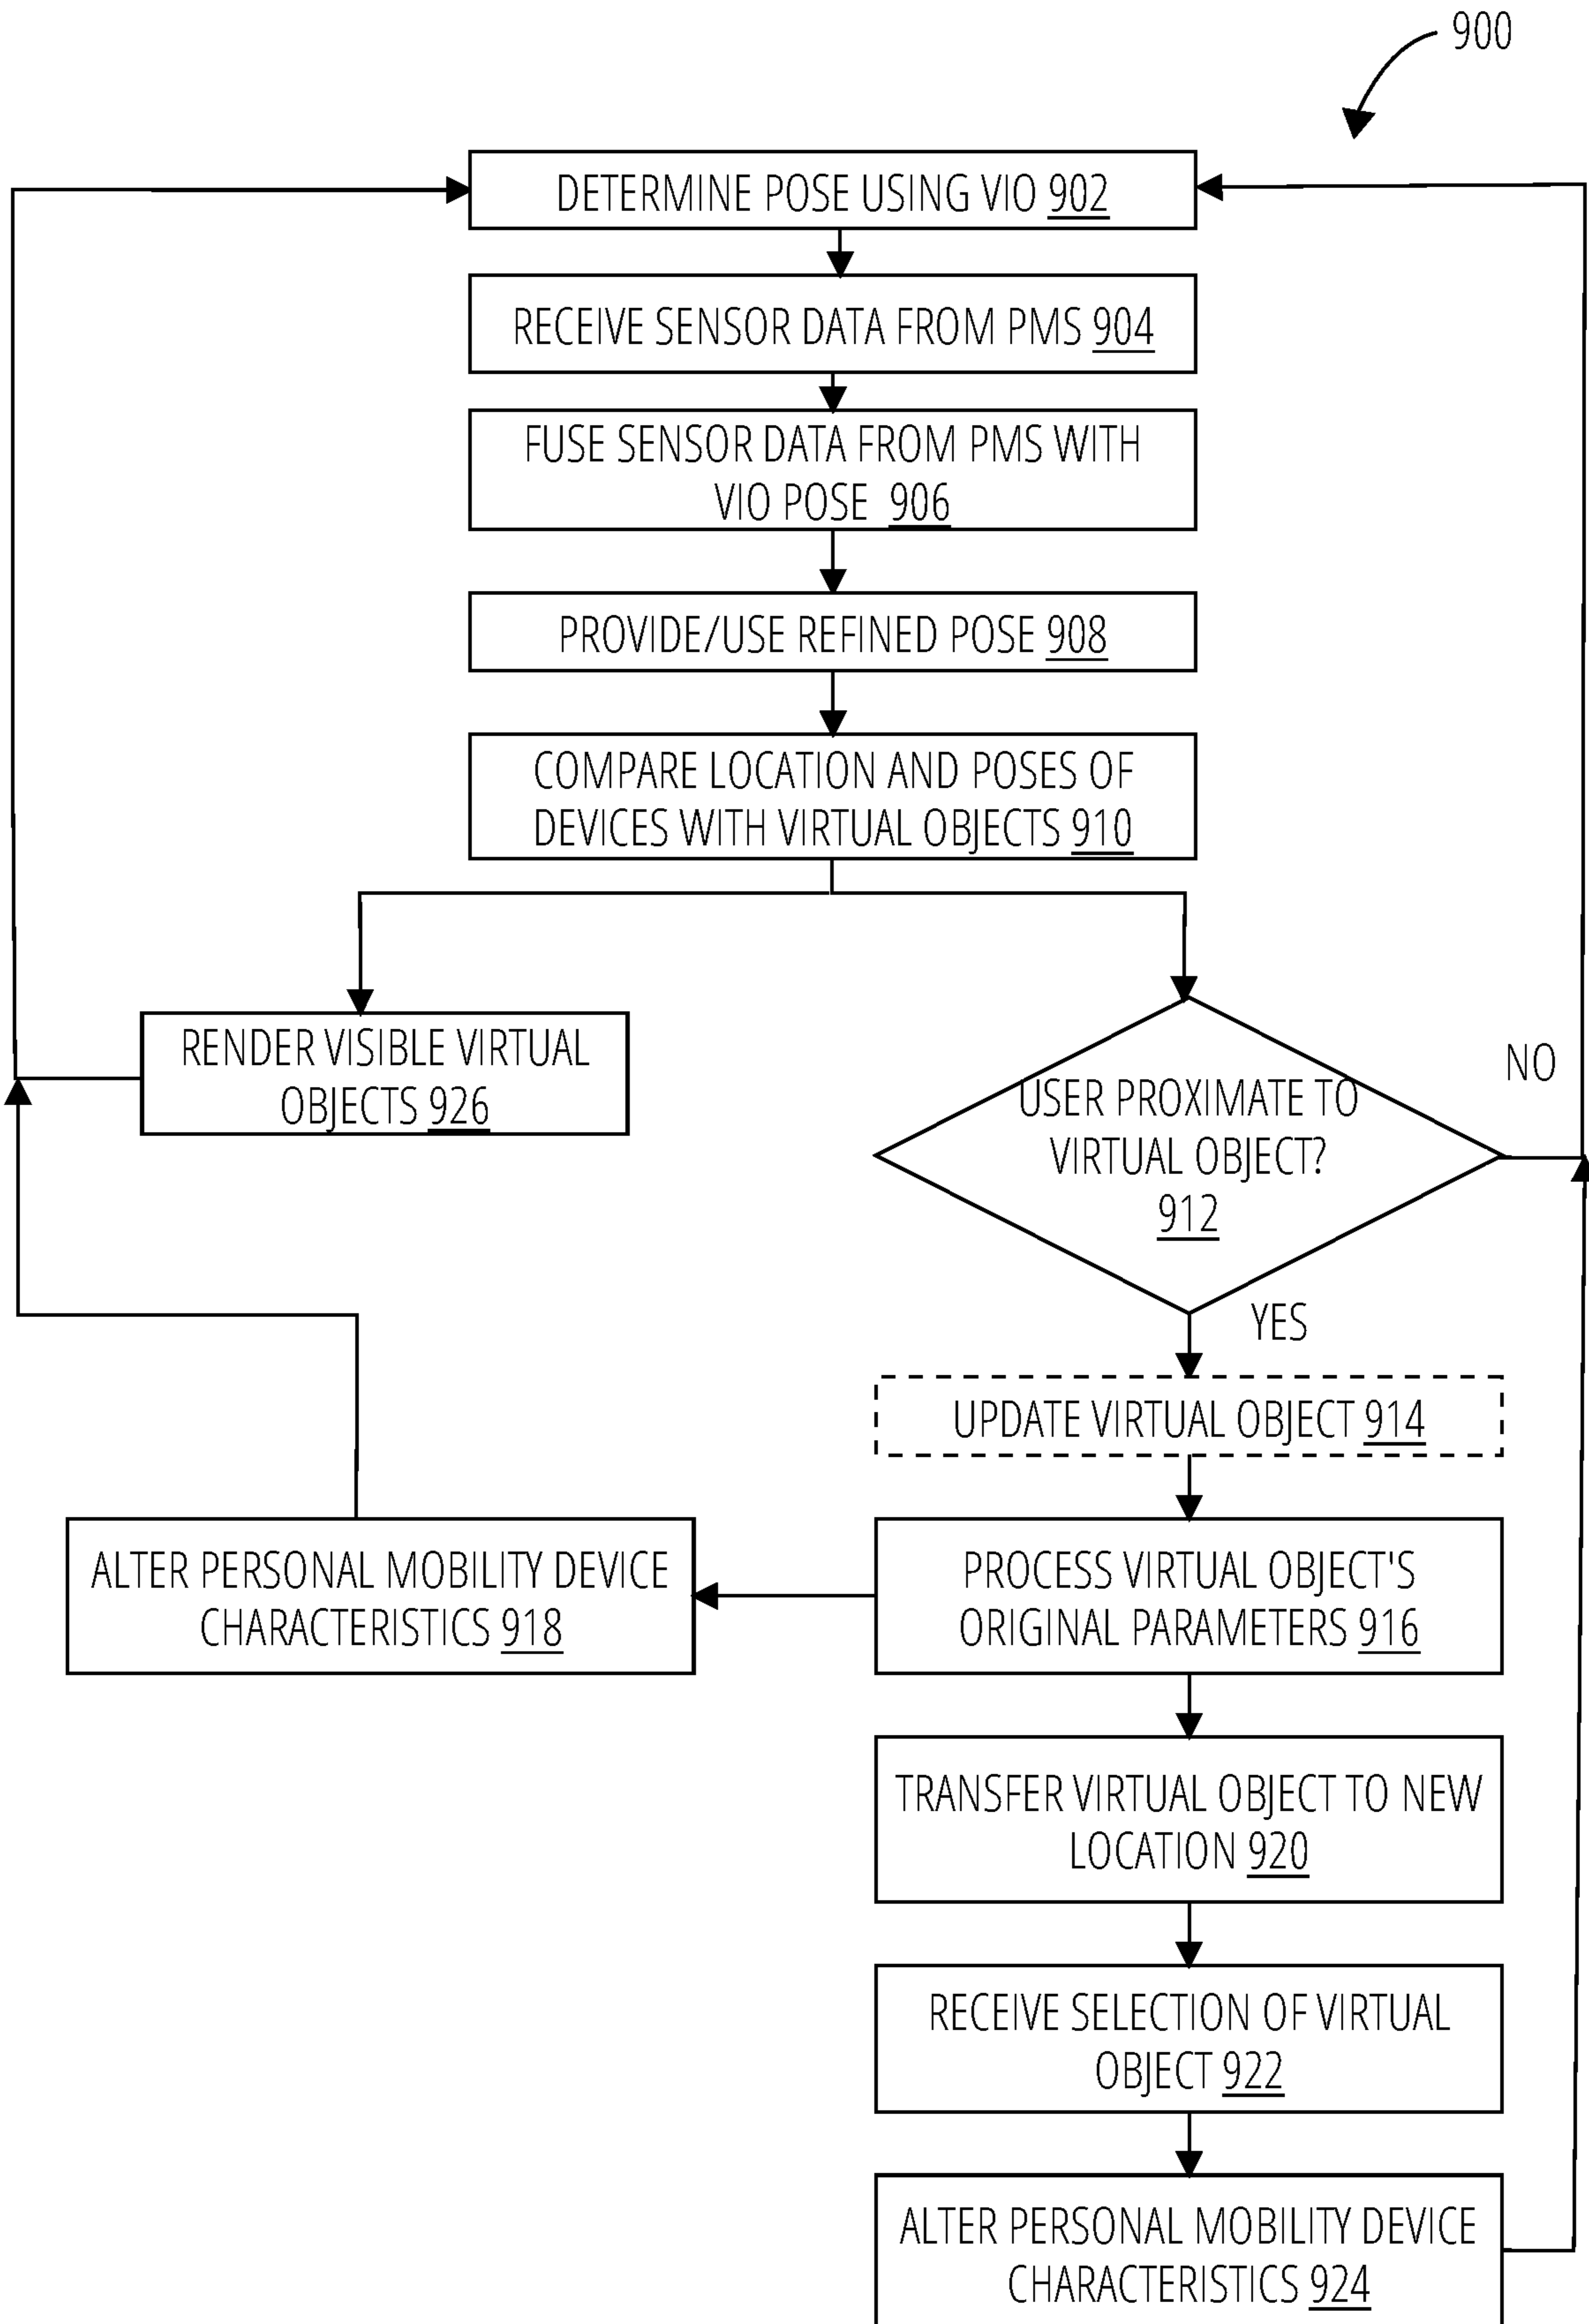 900
DETERMINE POSE USING VIO 902
RECEIVE SENSOR DATA FROM PMS 904
FUSE SENSOR DATA FROM PMS WITH
VIO POSE 906
PROVIDE/USE REFINED POSE 908
COMPARE LOCATION AND POSES OF
DEVICES WITH VIRTUAL OBJECTS 910
RENDER VISIBLE VIRTUAL
OBJECTS 926
USER PROXIMATE TO
VIRTUAL OBJECT?
912
NO
YES
UPDATE VIRTUAL OBJECT 914
PROCESS VIRTUAL OBJECT'S
ORIGINAL PARAMETERS 916
ALTER PERSONAL MOBILITY DEVICE
CHARACTERISTICS 918
TRANSFER VIRTUAL OBJECT TO NEW
LOCATION 920
RECEIVE SELECTION OF VIRTUAL
OBJECT 922
ALTER PERSONAL MOBILITY DEVICE
CHARACTERISTICS 924